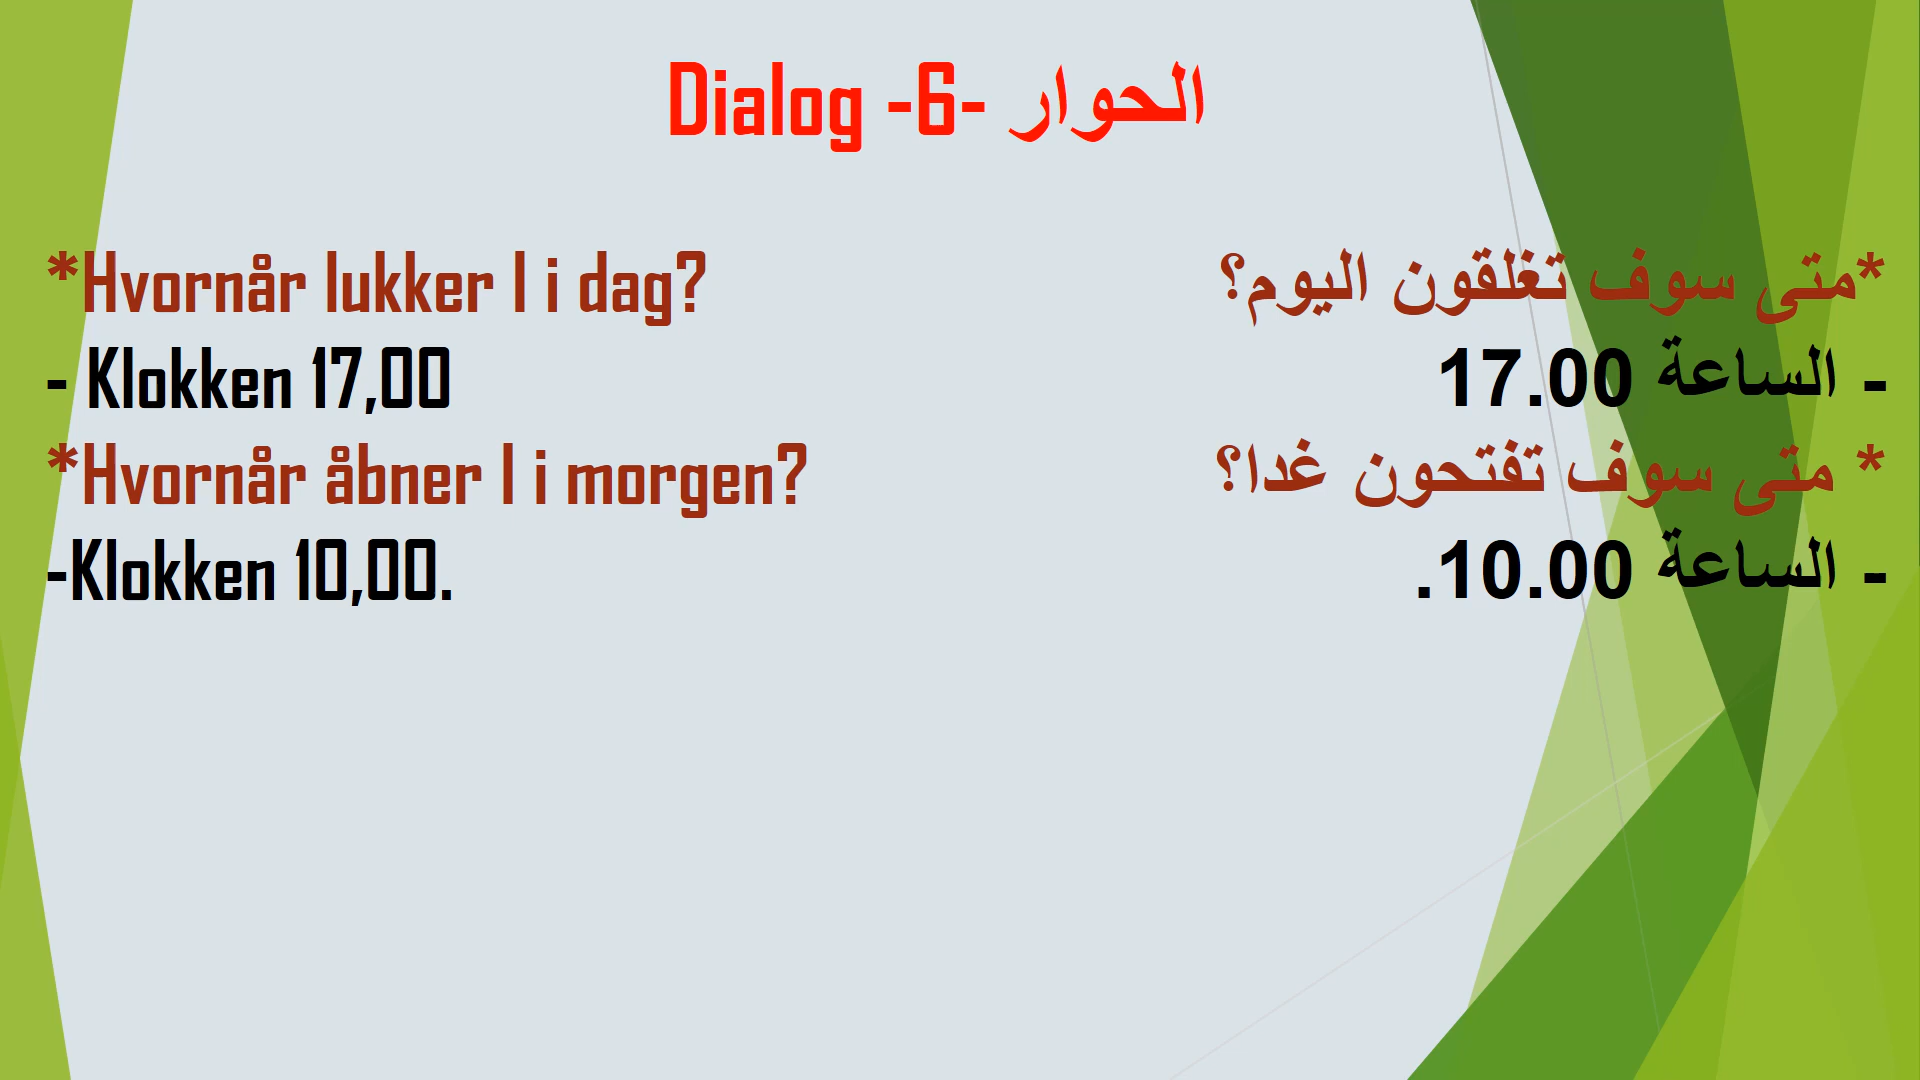 Dialog -6- الحوار
*Hvornår lukker I i dag?
- Klokken 17,00
*Hvornår åbner I i morgen?
-Klokken 10,00.
*متى سوف تغلقون اليوم؟
- الساعة 17.00
* متى سوف تفتحون غدا؟
- الساعة 10.00.